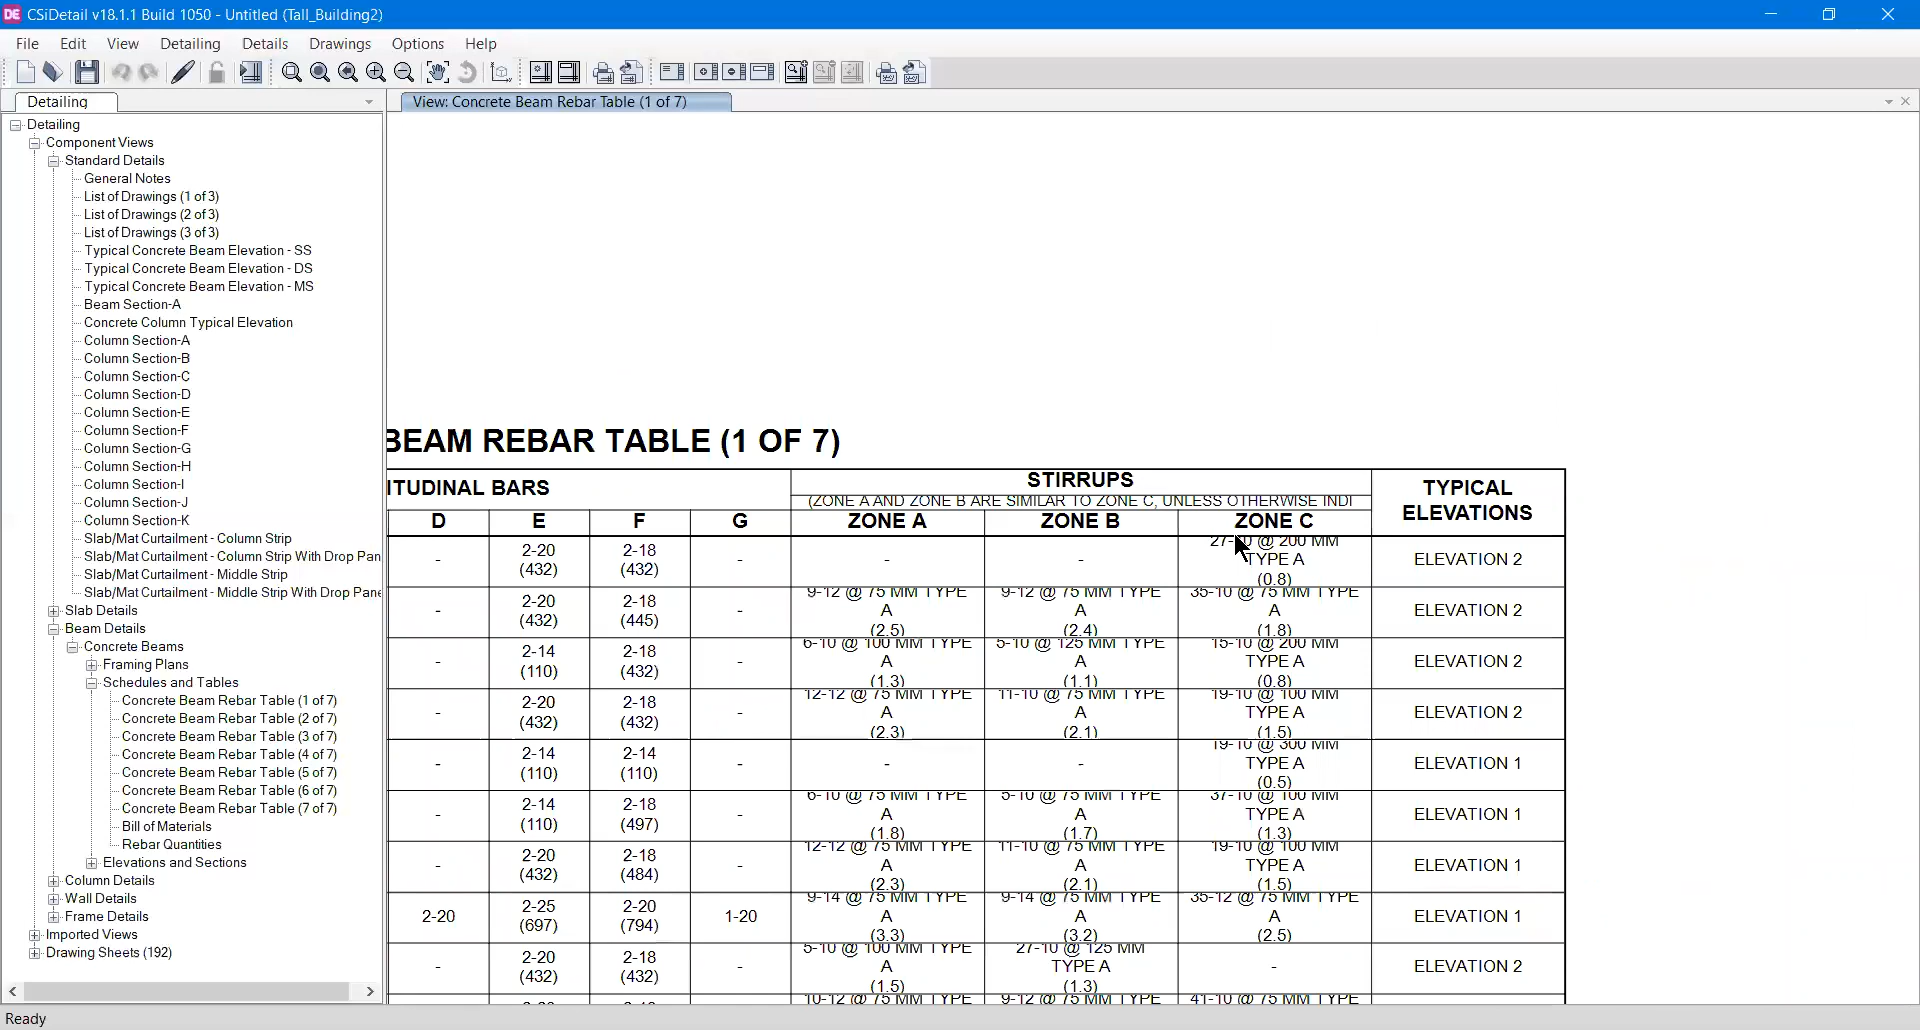 CSiDetail v18.1.1 Build 1050 - Untitled (Tall_Building2)
File Edit View Detailing Details Drawings Options Help
Detailing
Detailing
Component Views
Standard Details
General Notes
List of Drawings (1 of 3)
List of Drawings (2 of 3)
List of Drawings (3 of 3)
Typical Concrete Beam Elevation - SS
Typical Concrete Beam Elevation - DS
Typical Concrete Beam Elevation - MS
Beam Section-A
Concrete Column Typical Elevation
Column Section-A
Column Section-B
Column Section-C
Column Section-D
Column Section-E
Column Section-F
Column Section-G
Column Section-H
Column Section-I
Column Section-J
Column Section-K
Slab/Mat Curtailment - Column Strip
Slab/Mat Curtailment - Column Strip With Drop Pan
Slab/Mat Curtailment - Middle Strip
Slab/Mat Curtailment - Middle Strip With Drop Pane
Slab Details
Beam Details
Concrete Beams
Framing Plans
Schedules and Tables
Concrete Beam Rebar Table (1 of 7)
Concrete Beam Rebar Table (2 of 7)
Concrete Beam Rebar Table (3 of 7)
Concrete Beam Rebar Table (4 of 7)
Concrete Beam Rebar Table (5 of 7)
Concrete Beam Rebar Table (6 of 7)
Concrete Beam Rebar Table (7 of 7)
Bill of Materials
Rebar Quantities
Elevations and Sections
Column Details
Wall Details
Frame Details
Imported Views
Drawing Sheets (192)
View: Concrete Beam Rebar Table (1 of 7)
BEAM REBAR TABLE (1 OF 7)
ITUDINAL BARS STIRRUPS TYPICAL ELEVATIONS
(ZONE A AND ZONE B ARE SIMILAR TO ZONE C, UNLESS OTHERWISE INDI
D E F G ZONE A ZONE B ZONE C
- 2-20 (432) 2-18 (432) - - - @ 200 MM TYPE A (0.8) ELEVATION 2
- 2-20 (432) 2-18 (445) - 9-12 @ 75 MM TYPE A (2.5) 9-12 @ 75 MM TYPE A (2.4) 35-10 @ 75 MM TYPE A (1.8) ELEVATION 2
- 2-14 (110) 2-18 (432) - 6-10 @ 100 MM TYPE A (1.3) 5-10 @ 125 MM TYPE A (1.1) 15-10 @ 200 MM TYPE A (0.8) ELEVATION 2
- 2-20 (432) 2-18 (432) - 12-12 @ 75 MM TYPE A (2.3) 11-10 @ 75 MM TYPE A (2.1) 19-10 @ 100 MM TYPE A (1.5) ELEVATION 2
- 2-14 (110) 2-14 (110) - - - 19-10 @ 300 MM TYPE A (0.5) ELEVATION 1
- 2-14 (110) 2-18 (497) - 6-10 @ 75 MM TYPE A (1.8) 5-10 @ 75 MM TYPE A (1.7) 37-10 @ 100 MM TYPE A (1.3) ELEVATION 1
- 2-20 (432) 2-18 (484) - 12-12 @ 75 MM TYPE A (2.3) 11-10 @ 75 MM TYPE A (2.1) 19-10 @ 100 MM TYPE A (1.5) ELEVATION 1
2-20 2-25 (697) 2-20 (794) 1-20 9-14 @ 75 MM TYPE A (3.3) 9-14 @ 75 MM TYPE A (3.2) 35-12 @ 75 MM TYPE A (2.5) ELEVATION 1
- 2-20 (432) 2-18 (432) - 5-10 @ 100 MM TYPE A (1.5) 27-10 @ 125 MM TYPE A (1.3) - ELEVATION 2
10-12 @ 75 MM TYPE 9-12 @ 75 MM TYPE 41-10 @ 75 MM TYPE
Ready